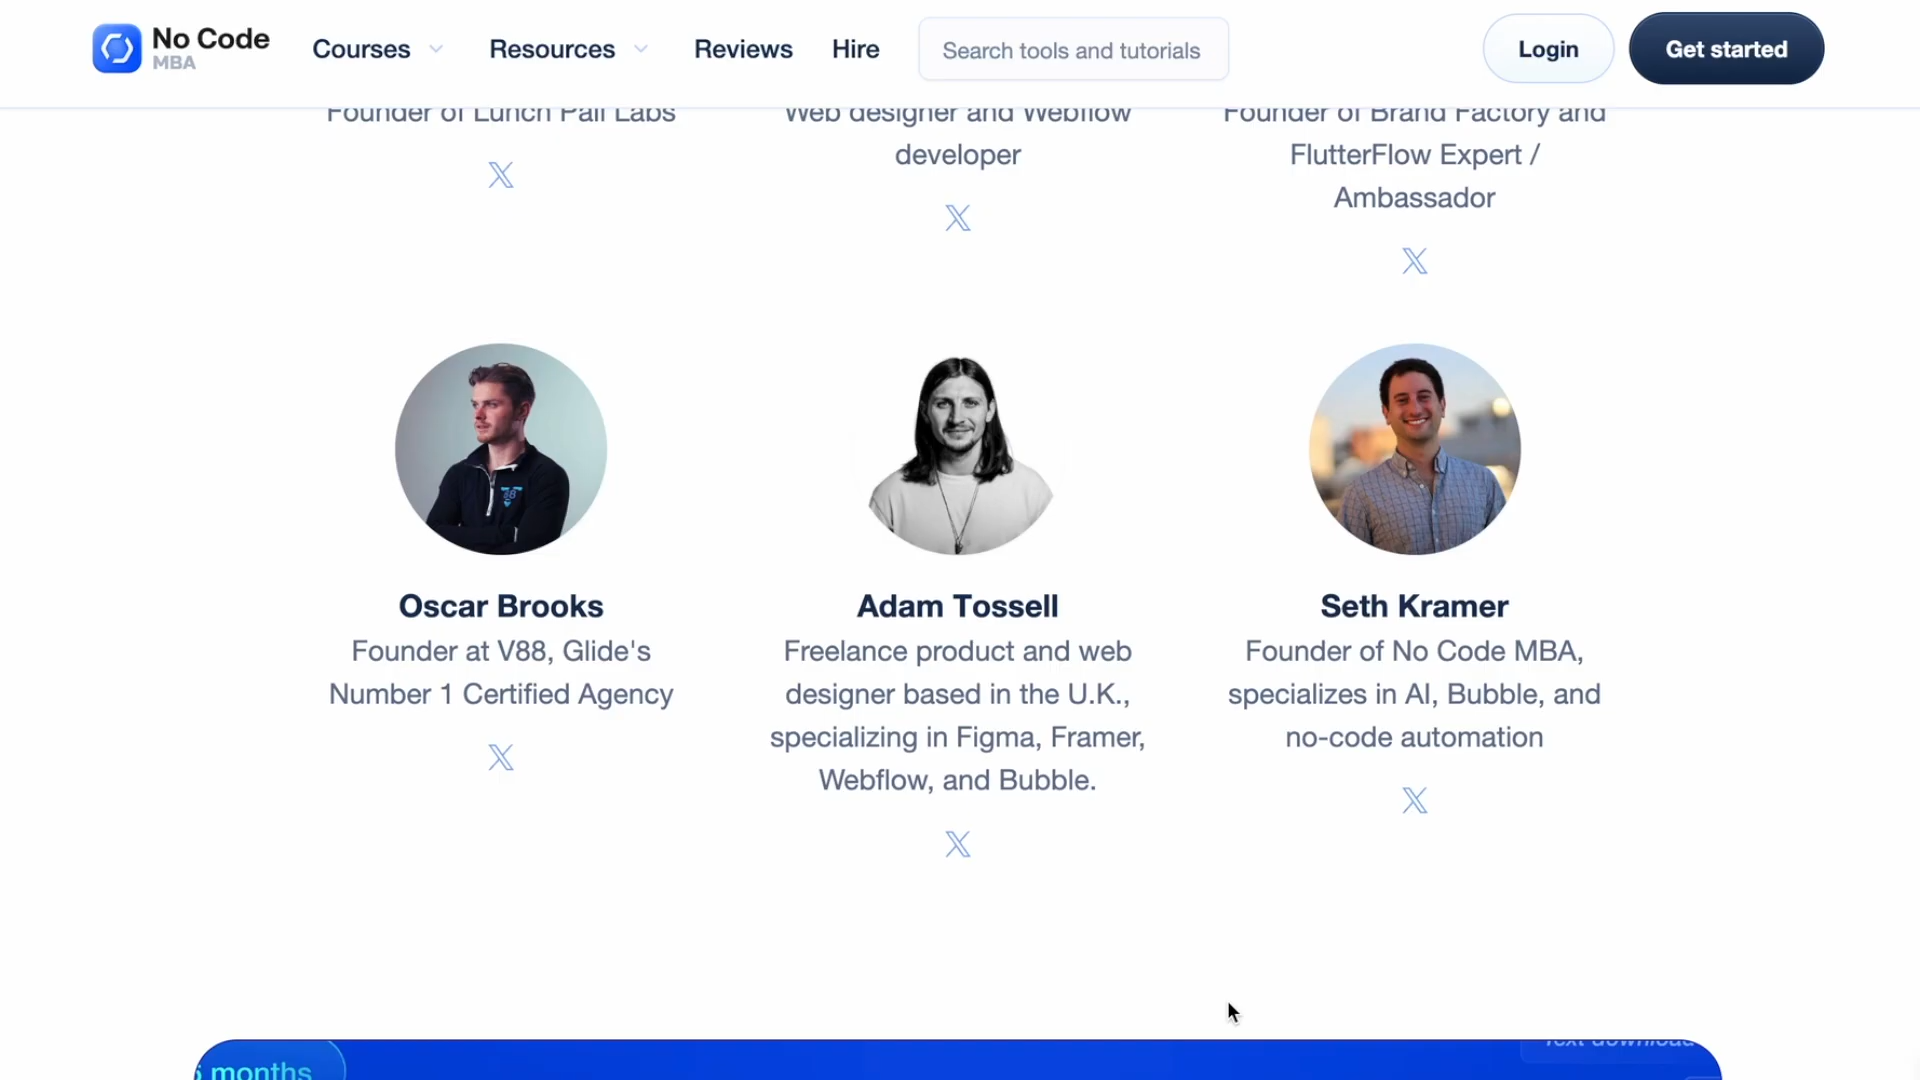 No Code
MBA
Courses
Resources
Reviews
Hire
Search tools and tutorials
Login
Get started
Founder of Lunch Pail Labs
Web designer and Webflow
developer
Founder of Brand Factory and
FlutterFlow Expert /
Ambassador
Oscar Brooks
Founder at V88, Glide's
Number 1 Certified Agency
Adam Tossell
Freelance product and web
designer based in the U.K.,
specializing in Figma, Framer,
Webflow, and Bubble.
Seth Kramer
Founder of No Code MBA,
specializes in AI, Bubble, and
no-code automation
months
Text download